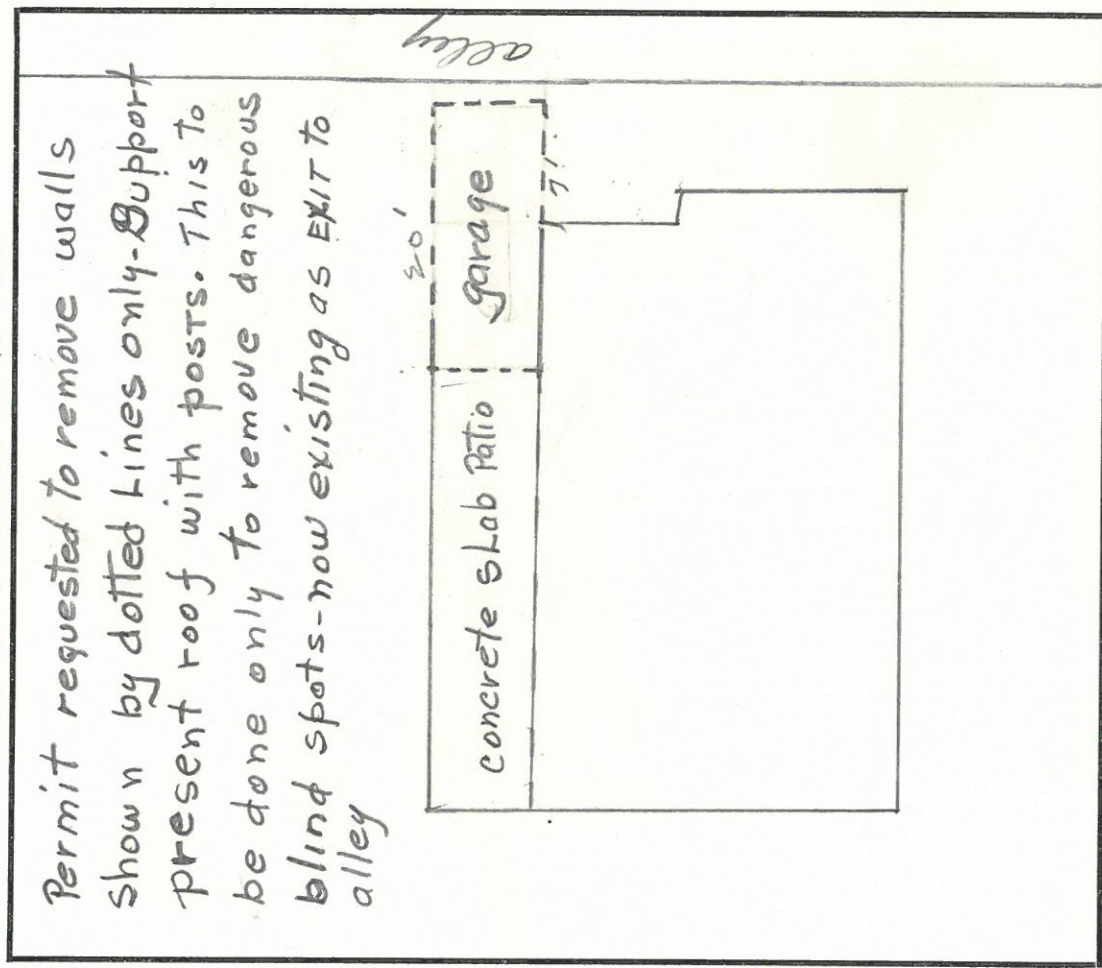 Permit requested to remove walls
shown by dotted Lines only-Support
present roof with posts. This to
be done only to remove dangerous
blind spots-now existing as EXIT to
alley
alley
20'
garage
7'
concrete slab Patio